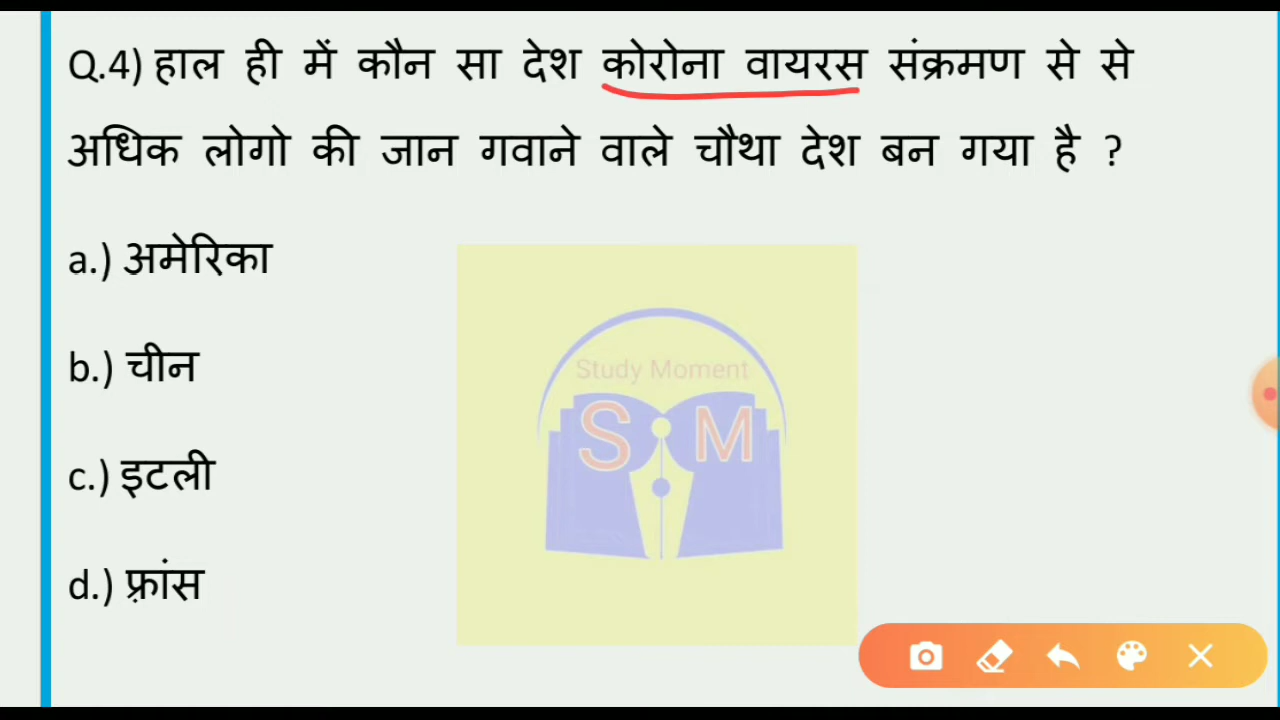 Q.4) हाल ही में कौन सा देश कोरोना वायरस संक्रमण से से
अधिक लोगो की जान गवाने वाले चौथा देश बन गया है ?
a.) अमेरिका
b.) चीन
c.) इटली
d.) फ़्रांस
Study Moment
S M